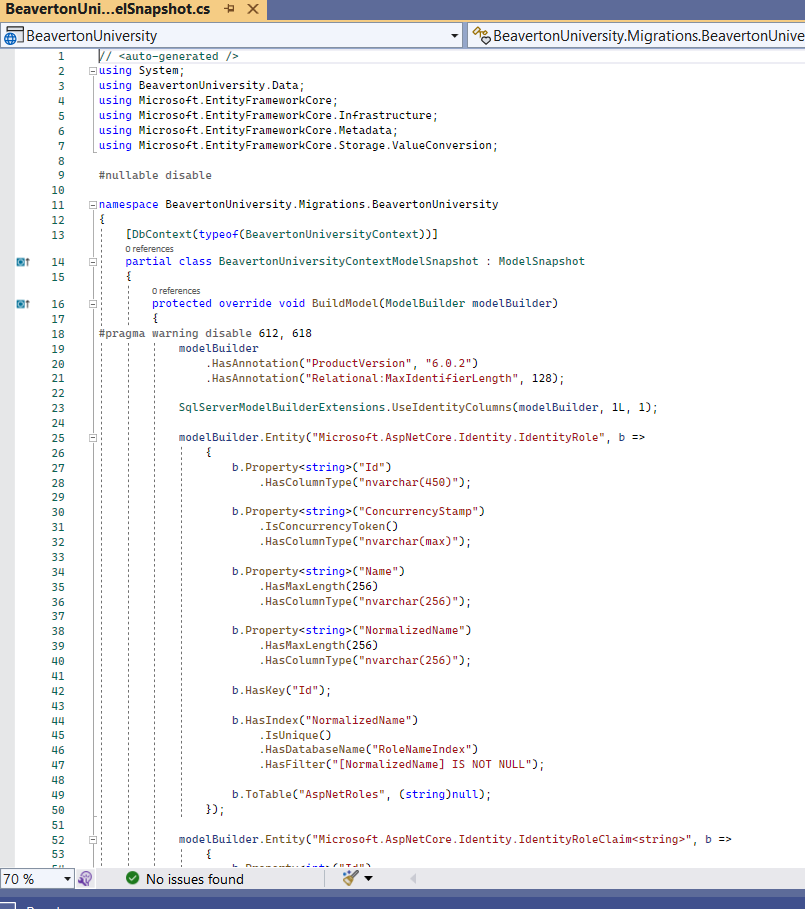 BeavertonUni...elSnapshot.cs
BeavertonUniversity
BeavertonUniversity.Migrations.BeavertonUnive
1 // <auto-generated />
2 using System;
3 using BeavertonUniversity.Data;
4 using Microsoft.EntityFrameworkCore;
5 using Microsoft.EntityFrameworkCore.Infrastructure;
6 using Microsoft.EntityFrameworkCore.Metadata;
7 using Microsoft.EntityFrameworkCore.Storage.ValueConversion;
8
9 #nullable disable
10
11 namespace BeavertonUniversity.Migrations.BeavertonUniversity
12 {
13 [DbContext(typeof(BeavertonUniversityContext))]
0 references
14 partial class BeavertonUniversityContextModelSnapshot : ModelSnapshot
15 {
0 references
16 protected override void BuildModel(ModelBuilder modelBuilder)
17 {
18 #pragma warning disable 612, 618
19 modelBuilder
20 .HasAnnotation("ProductVersion", "6.0.2")
21 .HasAnnotation("Relational:MaxIdentifierLength", 128);
22
23 SqlServerModelBuilderExtensions.UseIdentityColumns(modelBuilder, 1L, 1);
24
25 modelBuilder.Entity("Microsoft.AspNetCore.Identity.IdentityRole", b =>
26 {
27 b.Property<string>("Id")
28 .HasColumnType("nvarchar(450)");
29
30 b.Property<string>("ConcurrencyStamp")
31 .IsConcurrencyToken()
32 .HasColumnType("nvarchar(max)");
33
34 b.Property<string>("Name")
35 .HasMaxLength(256)
36 .HasColumnType("nvarchar(256)");
37
38 b.Property<string>("NormalizedName")
39 .HasMaxLength(256)
40 .HasColumnType("nvarchar(256)");
41
42 b.HasKey("Id");
43
44 b.HasIndex("NormalizedName")
45 .IsUnique()
46 .HasDatabaseName("RoleNameIndex")
47 .HasFilter("[NormalizedName] IS NOT NULL");
48
49 b.ToTable("AspNetRoles", (string)null);
50 });
51
52 modelBuilder.Entity("Microsoft.AspNetCore.Identity.IdentityRoleClaim<string>", b =>
53 {
70 %
No issues found